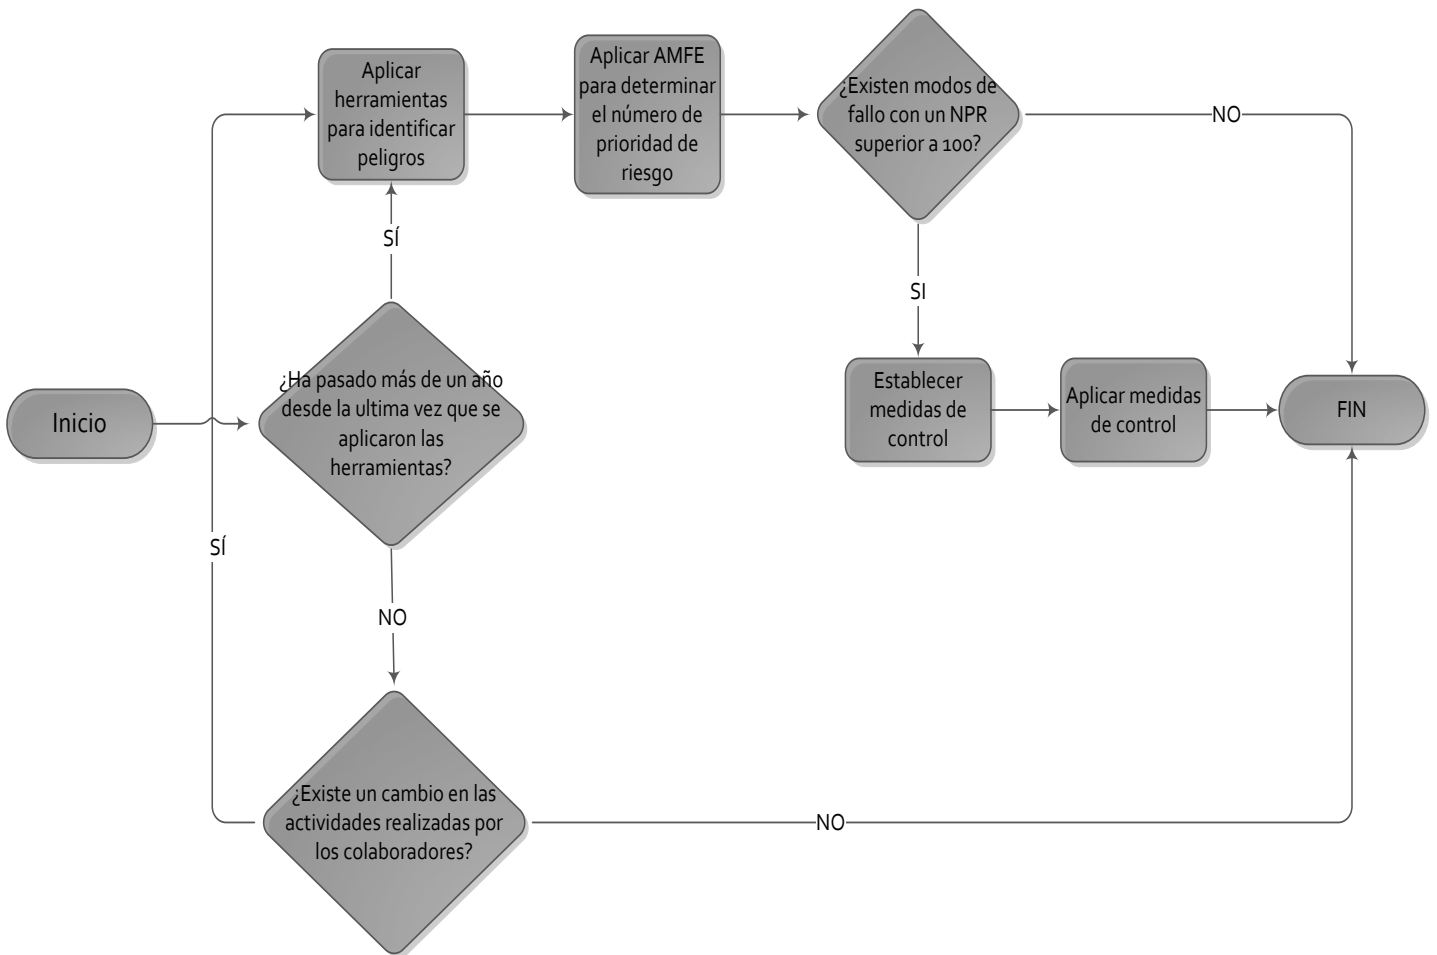 Inicio
¿Ha pasado más de un año
desde la ultima vez que se
aplicaron las
herramientas?
SÍ
Aplicar
herramientas
para identificar
peligros
Aplicar AMFE
para determinar
el número de
prioridad de
riesgo
¿Existen modos de
fallo con un NPR
superior a 100?
NO
SI
Establecer
medidas de
control
Aplicar medidas
de control
FIN
NO
¿Existe un cambio en las
actividades realizadas por
los colaboradores?
SÍ
NO